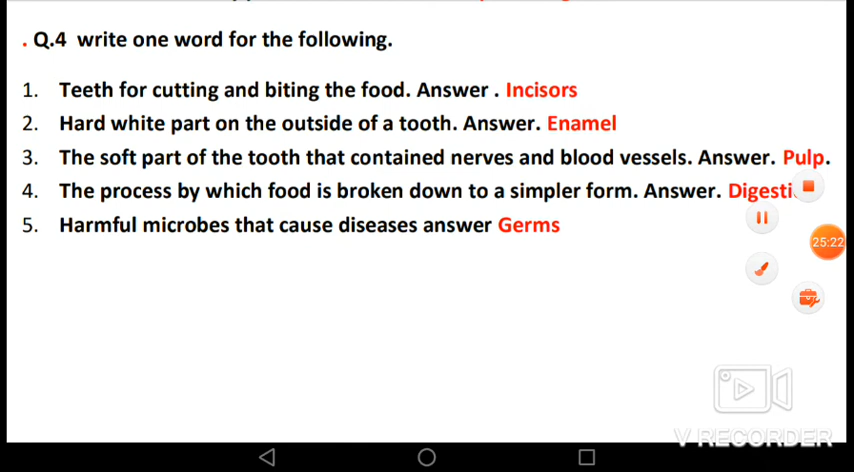 . Q.4 write one word for the following.
1. Teeth for cutting and biting the food. Answer . Incisors
2. Hard white part on the outside of a tooth. Answer. Enamel
3. The soft part of the tooth that contained nerves and blood vessels. Answer. Pulp.
4. The process by which food is broken down to a simpler form. Answer. Digesti
5. Harmful microbes that cause diseases answer Germs
25:22
V RECORDER